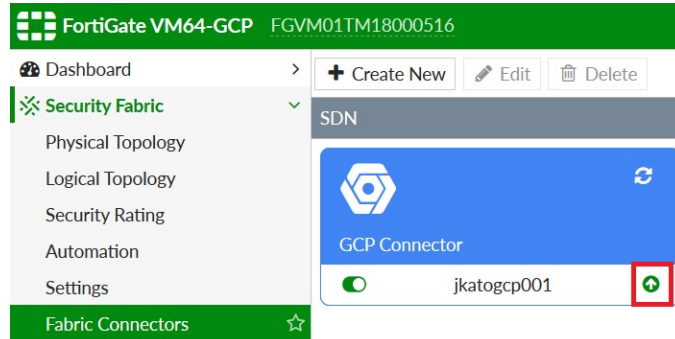 FortiGate VM64-GCP FGVM01TM18000516
Dashboard
Security Fabric
Physical Topology
Logical Topology
Security Rating
Automation
Settings
Fabric Connectors
Create New Edit Delete
SDN
GCP Connector
jkatogcp001